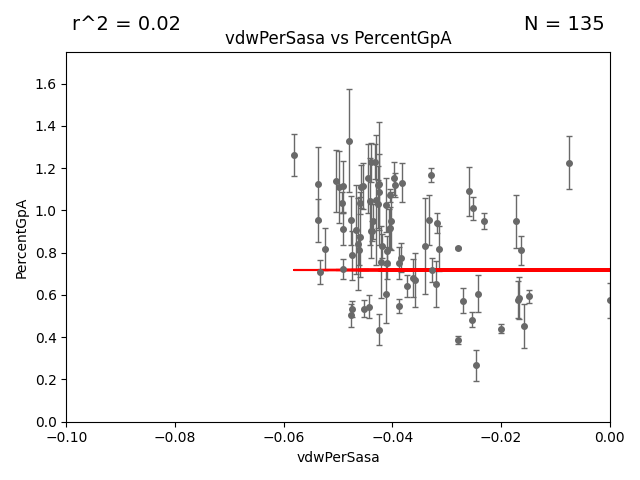 r^2 = 0.02
N = 135
vdwPerSasa vs PercentGpA
PercentGpA
1.6
1.4
1.2
1.0
0.8
0.6
0.4
0.2
0.0
−0.10 −0.08 −0.06 −0.04 −0.02 0.00
vdwPerSasa